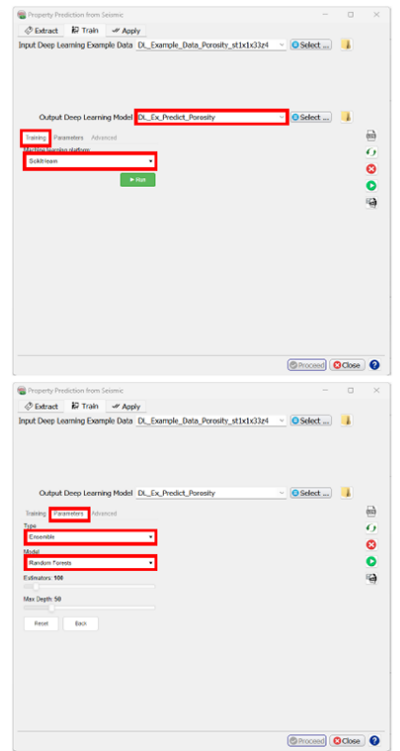 Property Prediction from Seismic
Extract Train Apply
Input Deep Learning Example Data DL_Example_Data_Porosity_st1x1x33z4 Select ...
Output Deep Learning Model DL_Ex_Predict_Porosity Select ...
Training Parameters Advanced
Machine learning platform
Scikit-learn
Run
Proceed Close ?
Property Prediction from Seismic
Extract Train Apply
Input Deep Learning Example Data DL_Example_Data_Porosity_st1x1x33z4 Select ...
Output Deep Learning Model DL_Ex_Predict_Porosity Select ...
Training Parameters Advanced
Type
Ensemble
Model
Random Forests
Estimators: 100
Max Depth: 50
Reset Back
Proceed Close ?